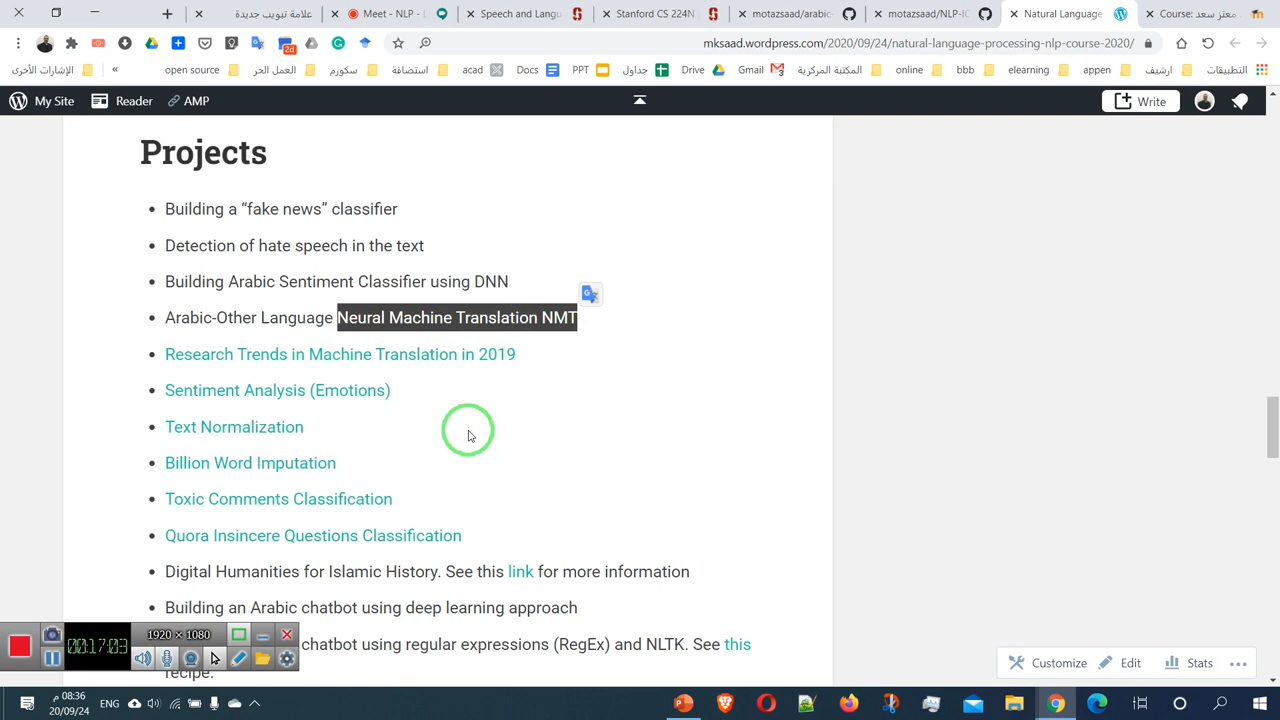 علامة تبويب جديدة
Meet - NLP - L
Speech and Langu
Stanford CS 224N
motazsaad/arabic-
motazsaad/NLP-IC
Natural Language
Course: معتز سعد.
mksaad.wordpress.com/2020/09/24/natural-language-processing-nlp-course-2020/
2d
الإشارات الأخرى
»
open source
العمل الحر
سكورم
استضافة
acad
Docs
PPT
جداول
Drive
Gmail
المكتبة المركزية
online
bbb
elearning
appen
ارشيف
التطبيقات
My Site
Reader
AMP
Write
Projects
• Building a “fake news” classifier
• Detection of hate speech in the text
• Building Arabic Sentiment Classifier using DNN
• Arabic-Other Language Neural Machine Translation NMT
• Research Trends in Machine Translation in 2019
• Sentiment Analysis (Emotions)
• Text Normalization
• Billion Word Imputation
• Toxic Comments Classification
• Quora Insincere Questions Classification
• Digital Humanities for Islamic History. See this link for more information
• Building an Arabic chatbot using deep learning approach
chatbot using regular expressions (RegEx) and NLTK. See this
recipe.
00:17:03
1920 × 1080
Customize
Edit
Stats
08:36 م
20/09/24
ENG